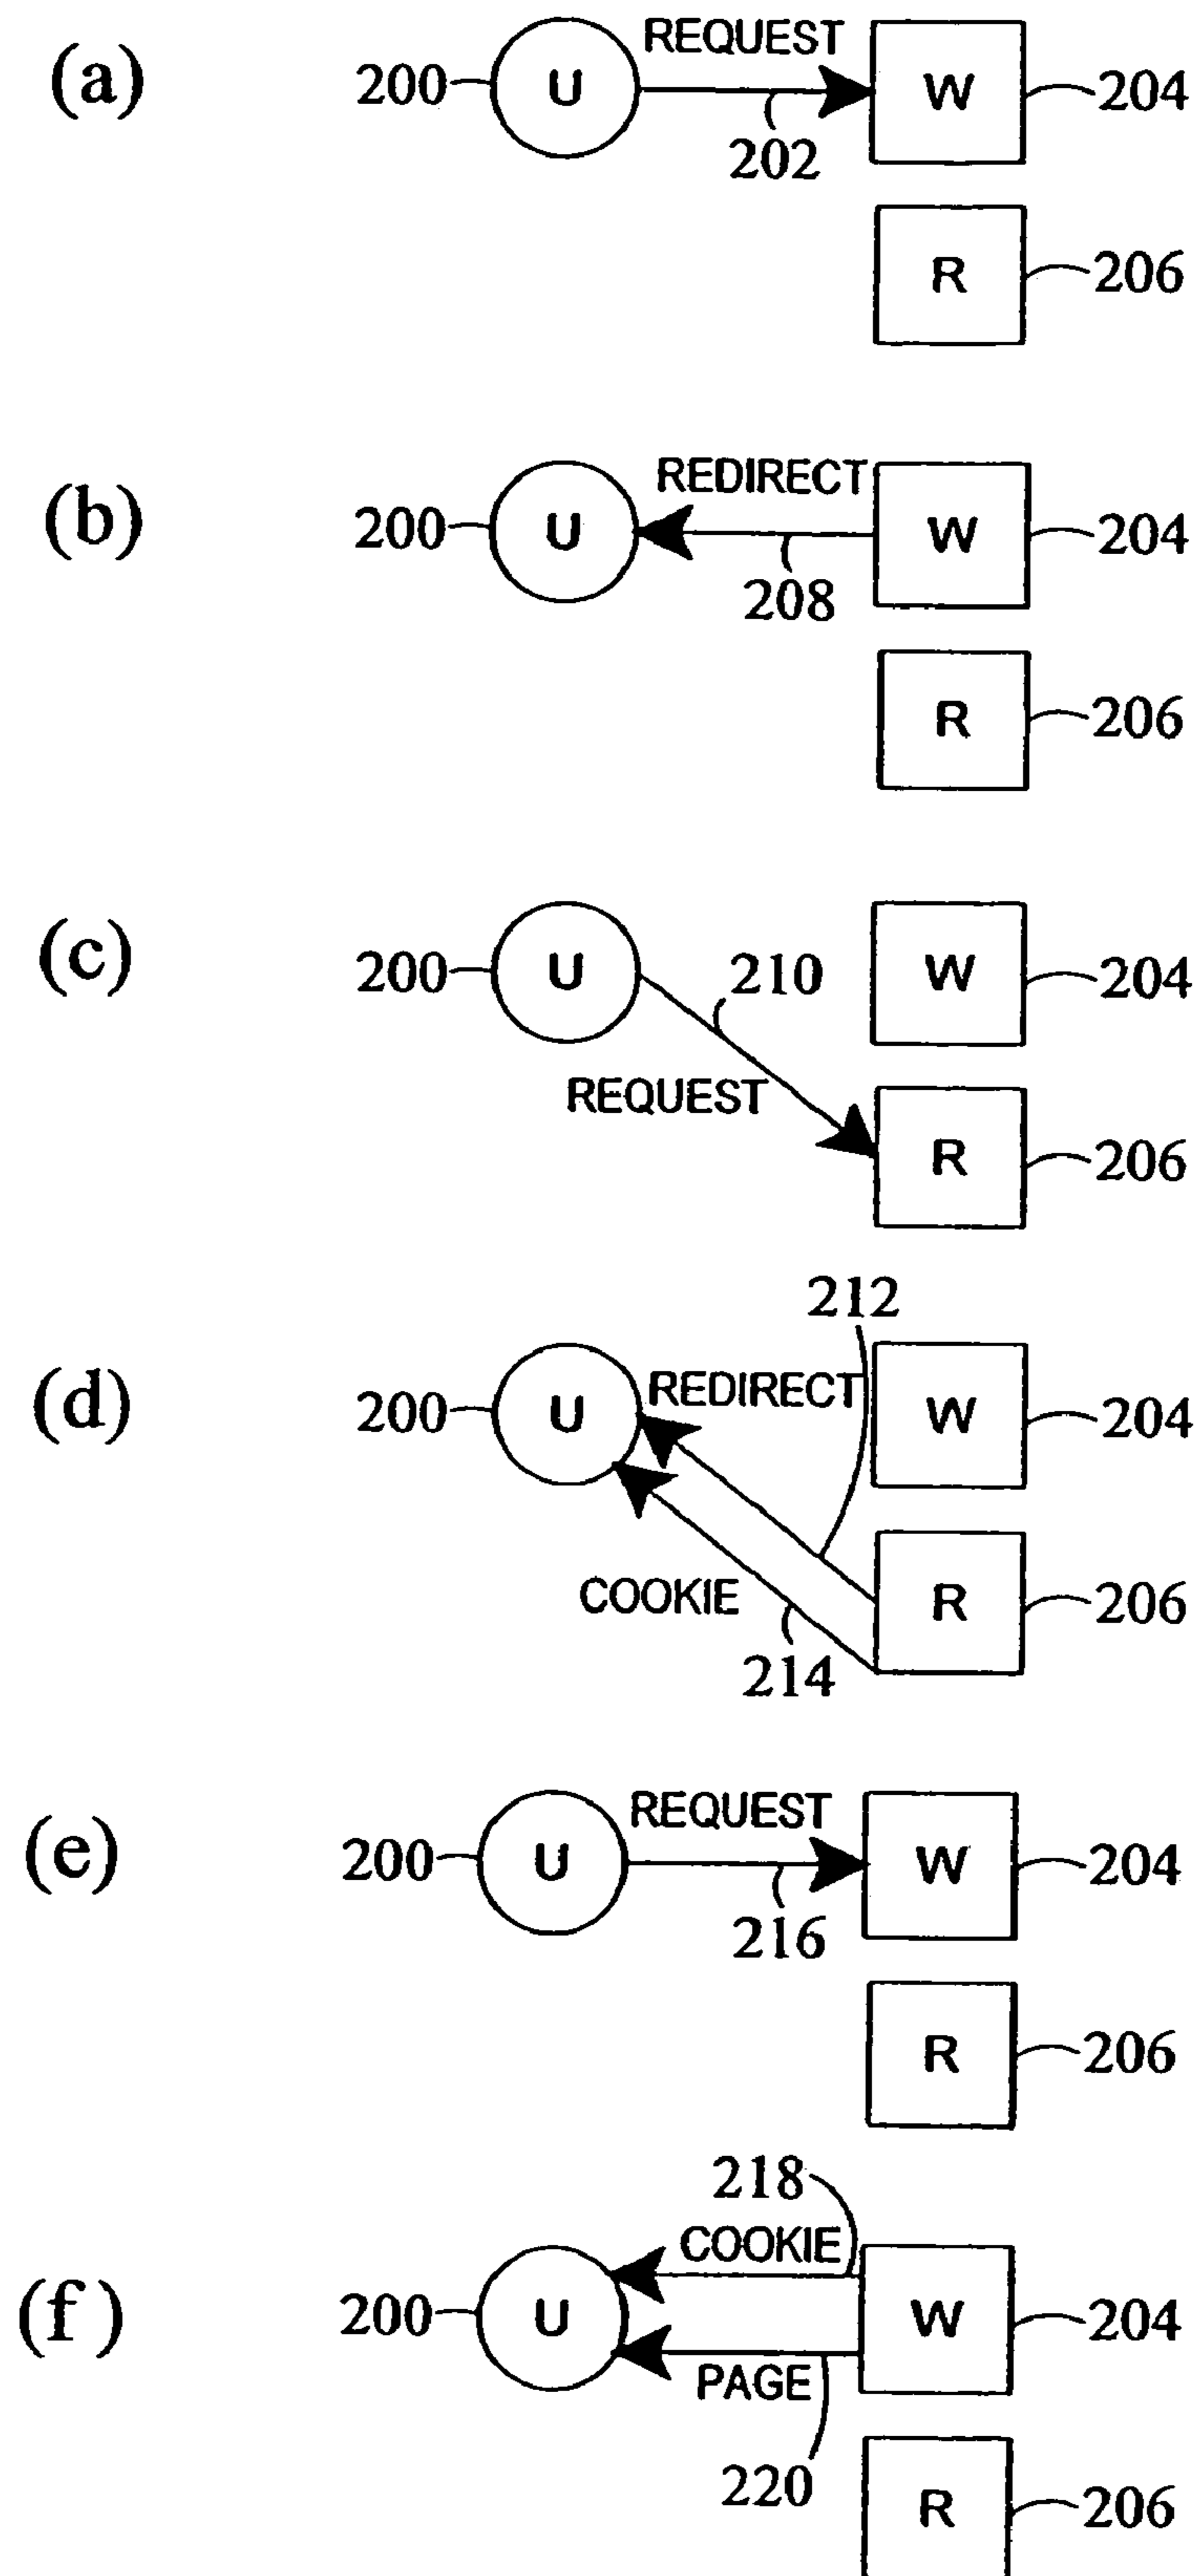 (a)
REQUEST
200 U W 204
202
R 206
(b)
REDIRECT
200 U W 204
208
R 206
(c)
200 U 210 W 204
REQUEST
R 206
212
(d)
REDIRECT
200 U W 204
COOKIE
R 206
214
(e)
REQUEST
200 U W 204
216
R 206
218
COOKIE
(f)
200 U W 204
PAGE
220
R 206